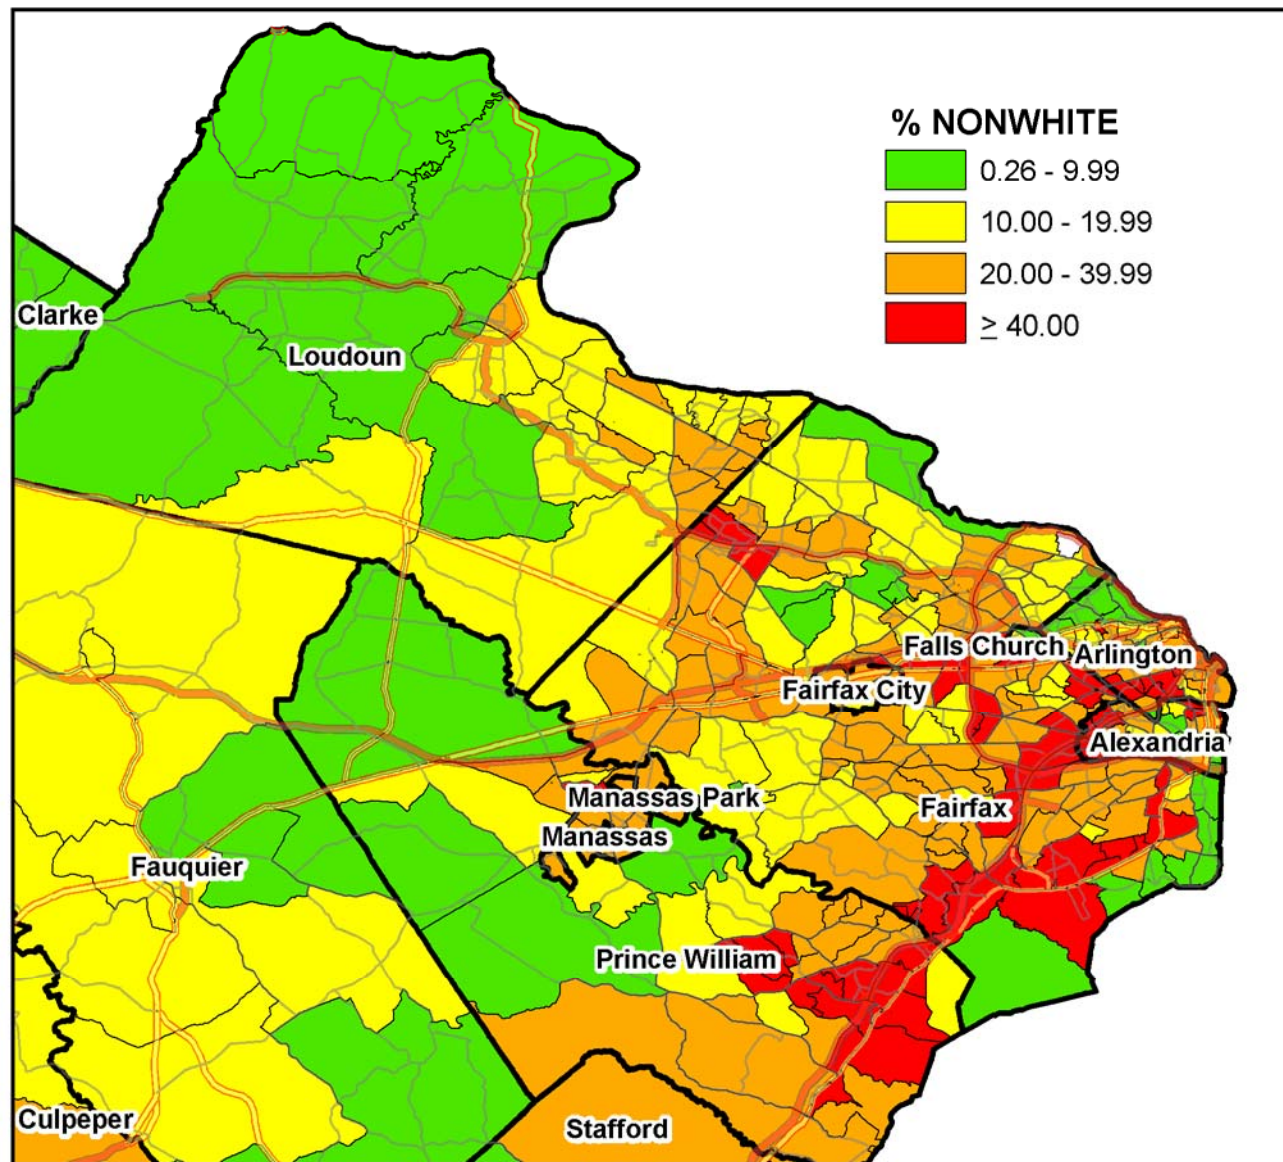 % NONWHITE
0.26 - 9.99
10.00 - 19.99
20.00 - 39.99
≥ 40.00
Clarke
Loudoun
Falls Church
Arlington
Fairfax City
Alexandria
Manassas Park
Fairfax
Manassas
Fauquier
Prince William
Culpeper
Stafford